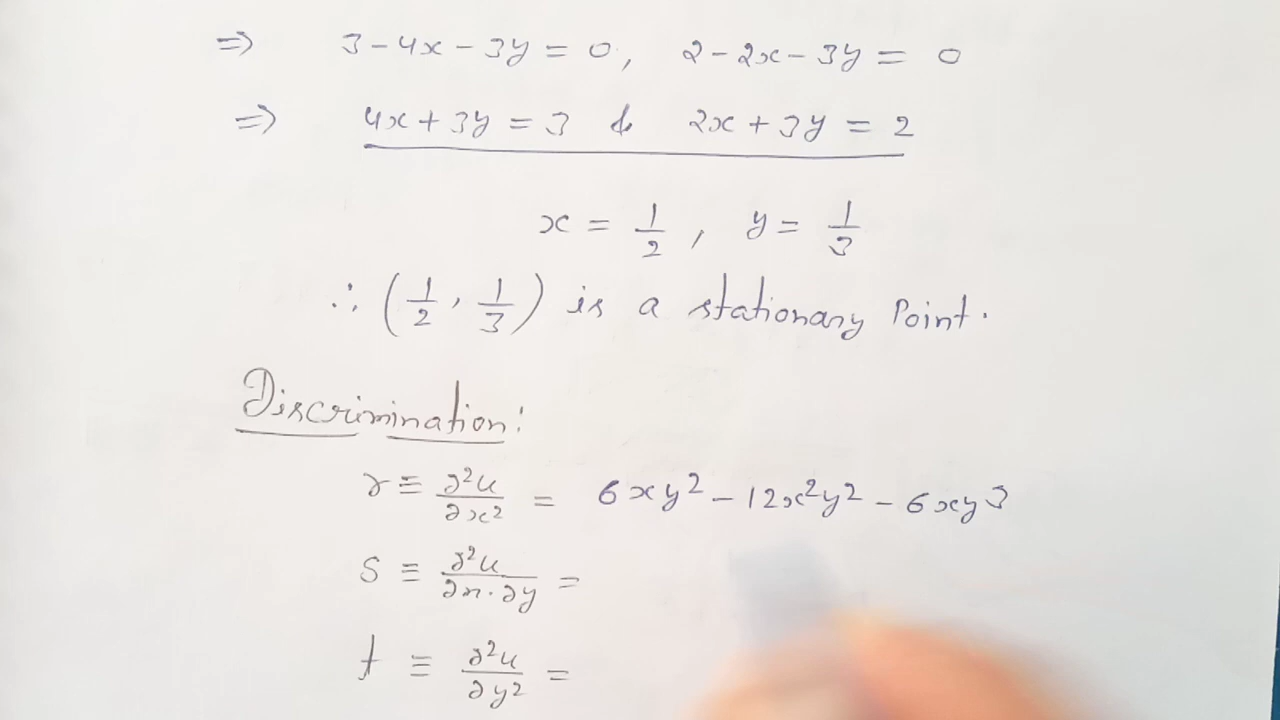 ⇒ 3-4x-3y=0, 2-2x-3y=0
⇒ 4x+3y=3 & 2x+3y=2
x = 1/2, y = 1/3
∴ (1/2, 1/3) is a stationary Point.
Discrimination:
r ≡ ∂²u/∂x² = 6xy² - 12x²y² - 6xy³
s ≡ ∂²u/∂x.∂y =
t ≡ ∂²u/∂y² =